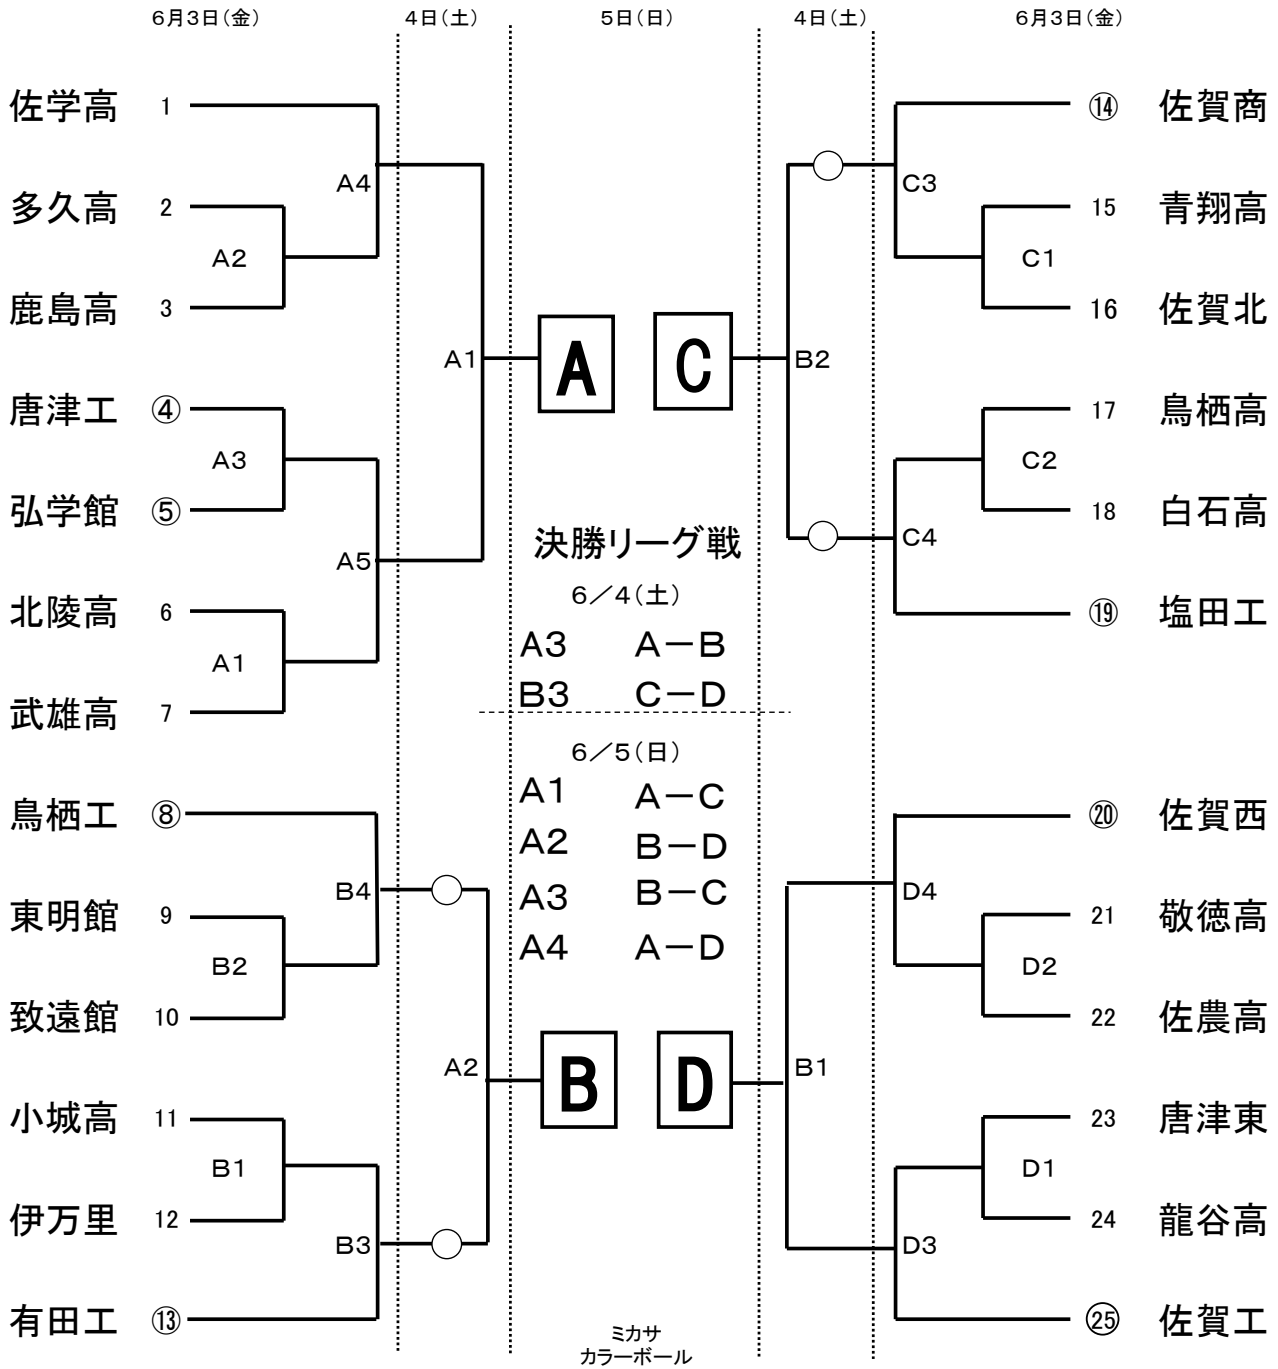 6月3日(金) 4日(土) 5日(日) 4日(土) 6月3日(金)
佐学高 1
A4
多久高 2
A2
鹿島高 3
A1
唐津工 ④
A3
弘学館 ⑤
A5
北陵高 6
A1
武雄高 7
鳥栖工 ⑧
B4
東明館 9
B2
致遠館 10
A2
小城高 11
B1
伊万里 12
B3
有田工 ⑬
A C
決勝リーグ戦
6/4(土)
A3 A-B
B3 C-D
6/5(日)
A1 A-C
A2 B-D
A3 B-C
A4 A-D
B D
ミカサ
カラーボール
⑭ 佐賀商
C3
15 青翔高
C1
16 佐賀北
B2
17 鳥栖高
C2
18 白石高
C4
⑲ 塩田工
⑳ 佐賀西
D4
21 敬徳高
D2
22 佐農高
B1
23 唐津東
D1
24 龍谷高
D3
㉕ 佐賀工